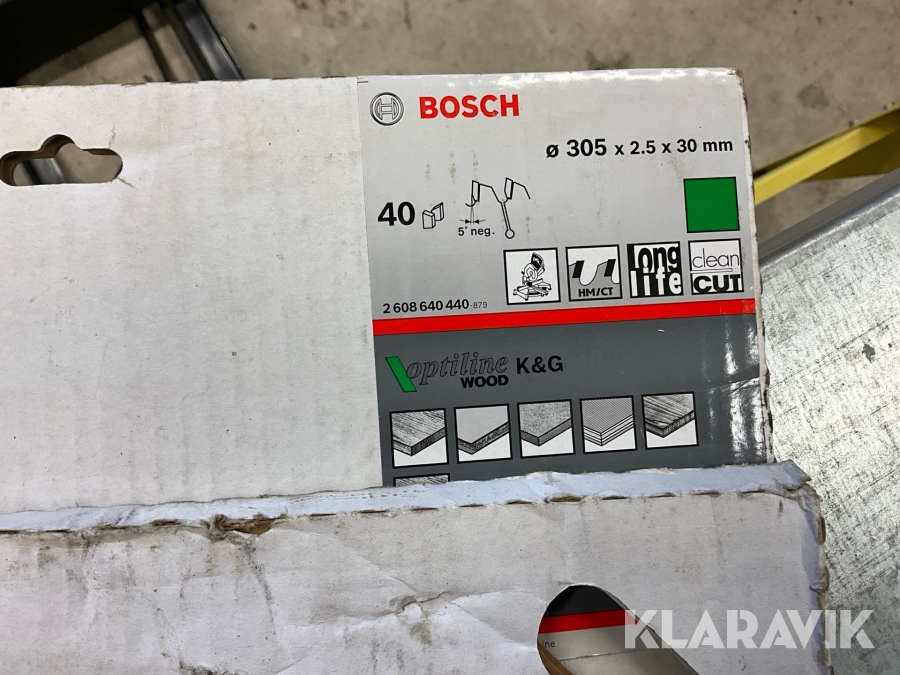 BOSCH
ø 305 x 2.5 x 30 mm
40
5° neg.
HM/CT
long life
clean CUT
2 608 640 440-879
optiline
WOOD K&G
ine
KLARAVIK